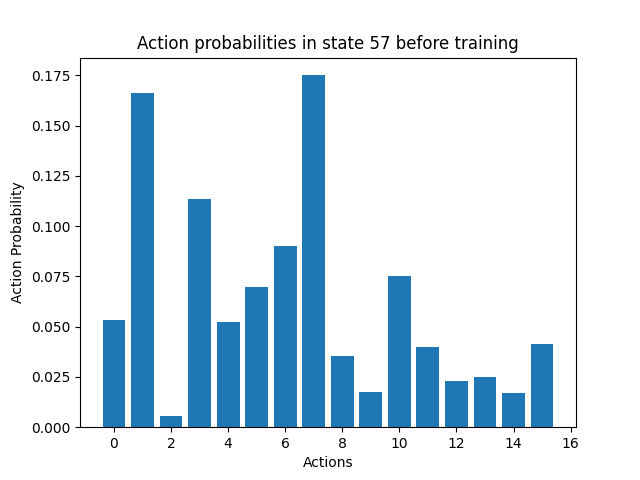 Action probabilities in state 57 before training
0.175
0.150
0.125
0.100
0.075
0.050
0.025
0.000
Action Probability
0 2 4 6 8 10 12 14 16
Actions